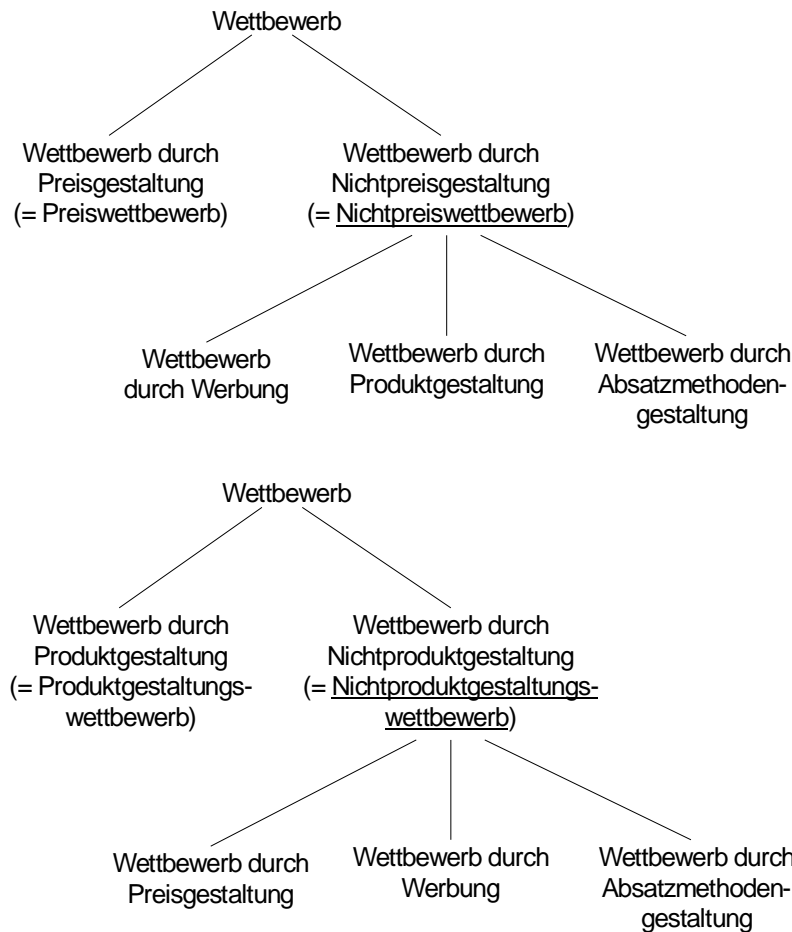 Wettbewerb
Wettbewerb durch
Preisgestaltung
(= Preiswettbewerb)
Wettbewerb durch
Nichtpreisgestaltung
(= Nichtpreiswettbewerb)
Wettbewerb
durch Werbung
Wettbewerb durch
Produktgestaltung
Wettbewerb durch
Absatzmethoden-
gestaltung
Wettbewerb
Wettbewerb durch
Produktgestaltung
(= Produktgestaltungs-
wettbewerb)
Wettbewerb durch
Nichtproduktgestaltung
(= Nichtproduktgestaltungs-
wettbewerb)
Wettbewerb durch
Preisgestaltung
Wettbewerb durch
Werbung
Wettbewerb durch
Absatzmethoden-
gestaltung